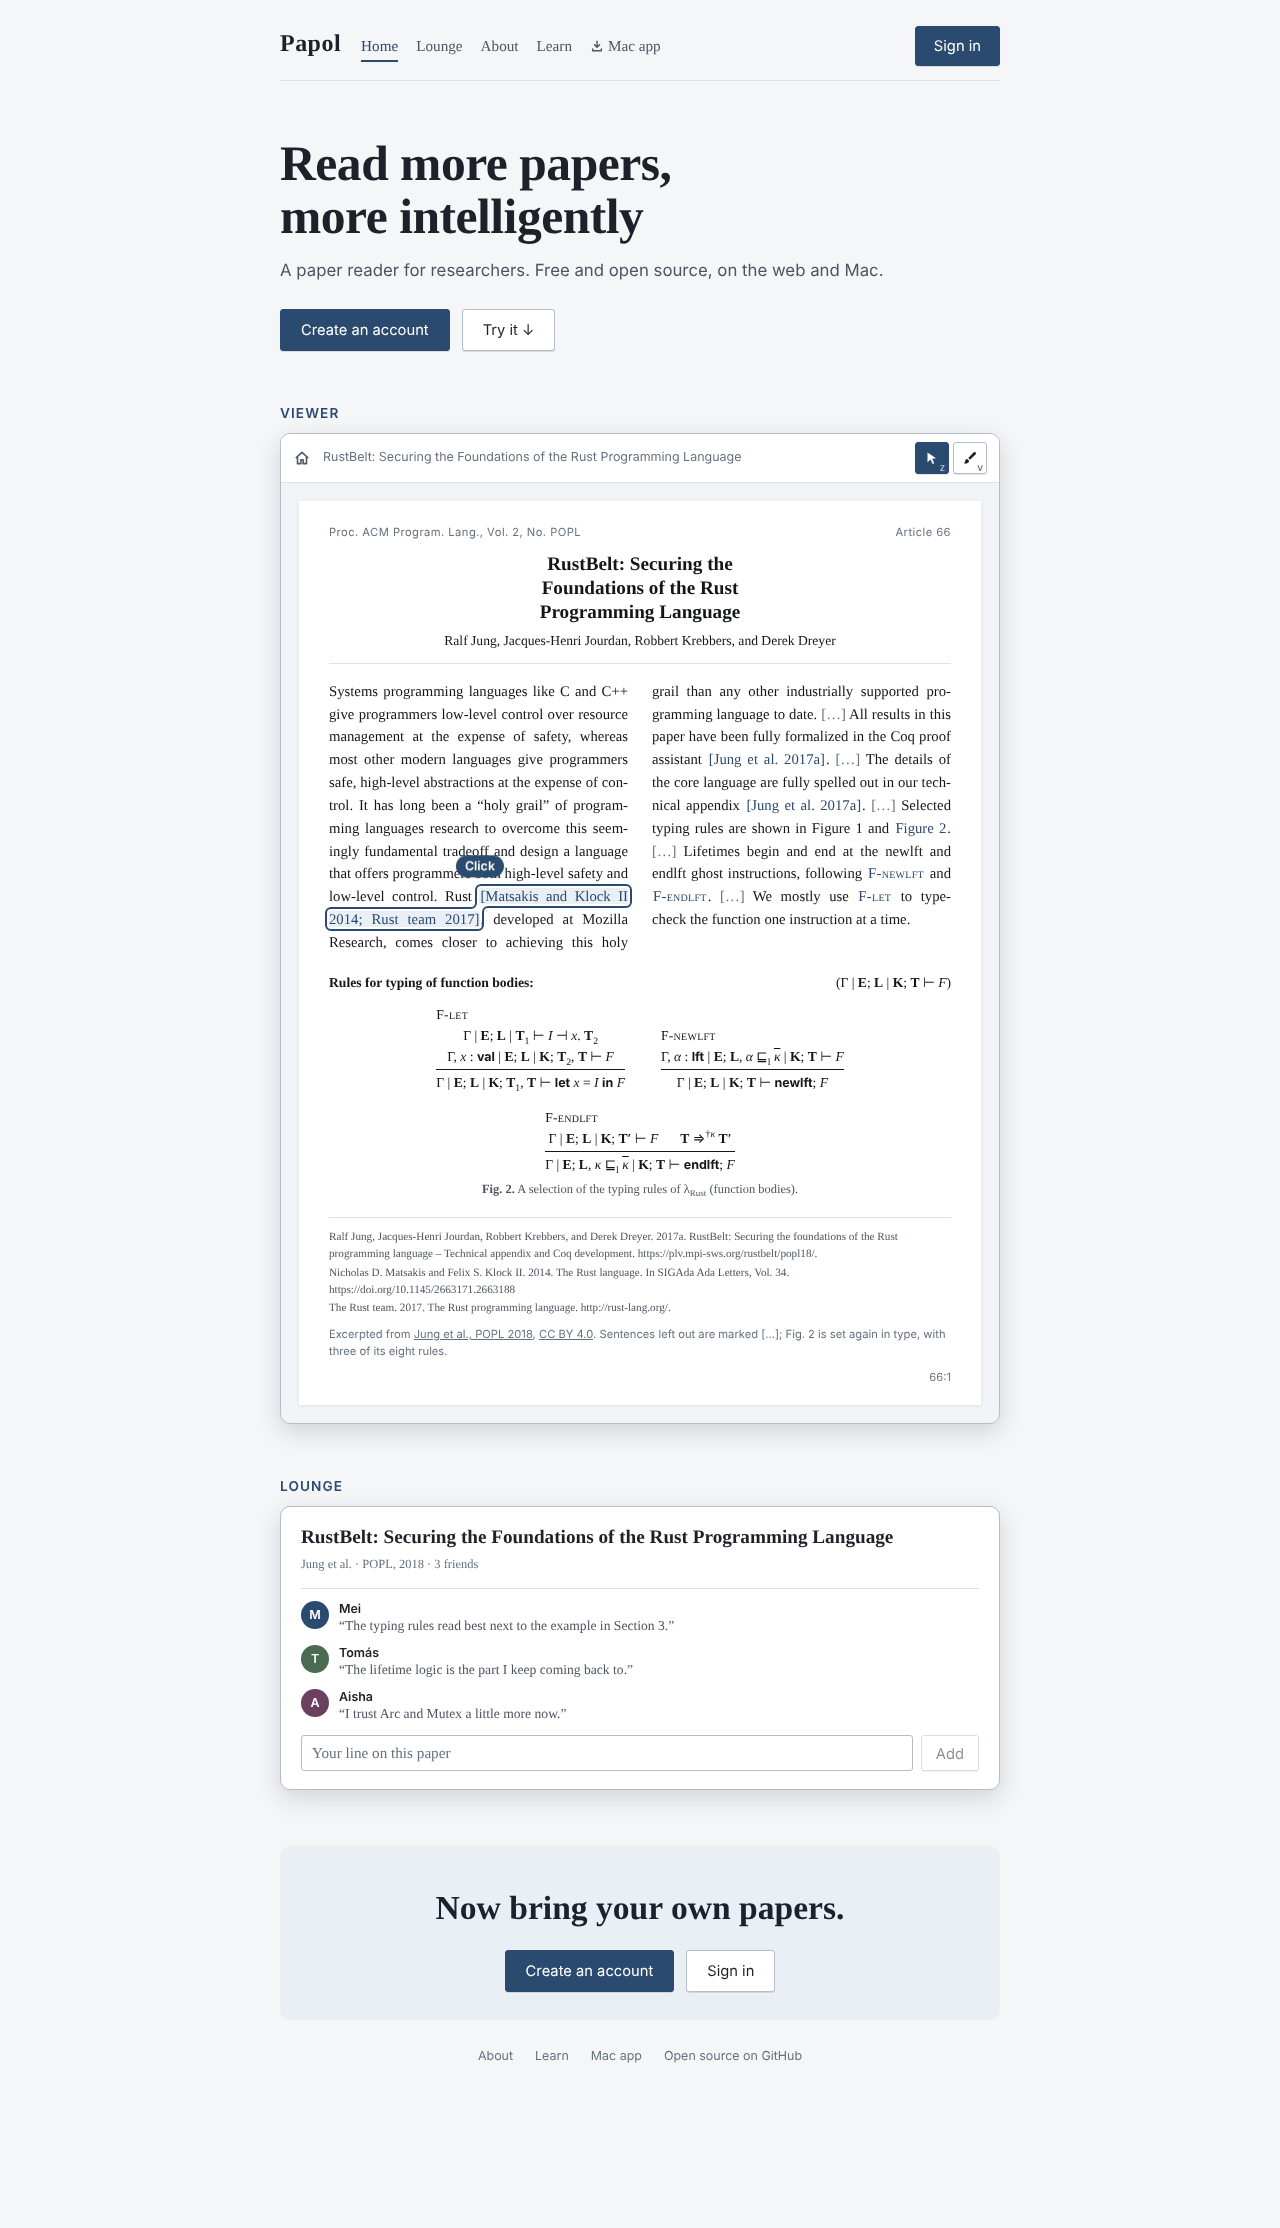 Papol
Home
Lounge
About
Learn
Mac app
Sign in
Read more papers,
more intelligently
A paper reader for researchers. Free and open source, on the web and Mac.
Create an account
Try it ↓
VIEWER
RustBelt: Securing the Foundations of the Rust Programming Language
z
v
Proc. ACM Program. Lang., Vol. 2, No. POPL
Article 66
RustBelt: Securing the
Foundations of the Rust
Programming Language
Ralf Jung, Jacques-Henri Jourdan, Robbert Krebbers, and Derek Dreyer
Systems programming languages like C and C++
give programmers low-level control over resource
management at the expense of safety, whereas
most other modern languages give programmers
safe, high-level abstractions at the expense of con-
trol. It has long been a “holy grail” of program-
ming languages research to overcome this seem-
ingly fundamental tradeoff and design a language
Click
that offers programmers high-level safety and
low-level control. Rust [Matsakis and Klock II
2014; Rust team 2017], developed at Mozilla
Research, comes closer to achieving this holy
grail than any other industrially supported pro-
gramming language to date. […] All results in this
paper have been fully formalized in the Coq proof
assistant [Jung et al. 2017a]. […] The details of
the core language are fully spelled out in our tech-
nical appendix [Jung et al. 2017a]. […] Selected
typing rules are shown in Figure 1 and Figure 2.
[…] Lifetimes begin and end at the newlft and
endlft ghost instructions, following F-NEWLFT and
F-ENDLFT. […] We mostly use F-LET to type-
check the function one instruction at a time.
Rules for typing of function bodies:
(Γ | E; L | K; T ⊢ F)
F-LET
Γ | E; L | T₁ ⊢ I ⊣ x. T₂
Γ, x : val | E; L | K; T₂, T ⊢ F
Γ | E; L | K; T₁, T ⊢ let x = I in F
F-NEWLFT
Γ, α : lft | E; L, α ⊑ₗ κ̅ | K; T ⊢ F
Γ | E; L | K; T ⊢ newlft; F
F-ENDLFT
Γ | E; L | K; T′ ⊢ F T ⇒†κ T′
Γ | E; L, κ ⊑ₗ κ̅ | K; T ⊢ endlft; F
Fig. 2. A selection of the typing rules of λRust (function bodies).
Ralf Jung, Jacques-Henri Jourdan, Robbert Krebbers, and Derek Dreyer. 2017a. RustBelt: Securing the foundations of the Rust
programming language – Technical appendix and Coq development. https://plv.mpi-sws.org/rustbelt/popl18/.
Nicholas D. Matsakis and Felix S. Klock II. 2014. The Rust language. In SIGAda Ada Letters, Vol. 34.
https://doi.org/10.1145/2663171.2663188
The Rust team. 2017. The Rust programming language. http://rust-lang.org/.
Excerpted from Jung et al., POPL 2018, CC BY 4.0. Sentences left out are marked […]; Fig. 2 is set again in type, with
three of its eight rules.
66:1
LOUNGE
RustBelt: Securing the Foundations of the Rust Programming Language
Jung et al. · POPL, 2018 · 3 friends
M
Mei
“The typing rules read best next to the example in Section 3.”
T
Tomás
“The lifetime logic is the part I keep coming back to.”
A
Aisha
“I trust Arc and Mutex a little more now.”
Your line on this paper
Add
Now bring your own papers.
Create an account
Sign in
About
Learn
Mac app
Open source on GitHub